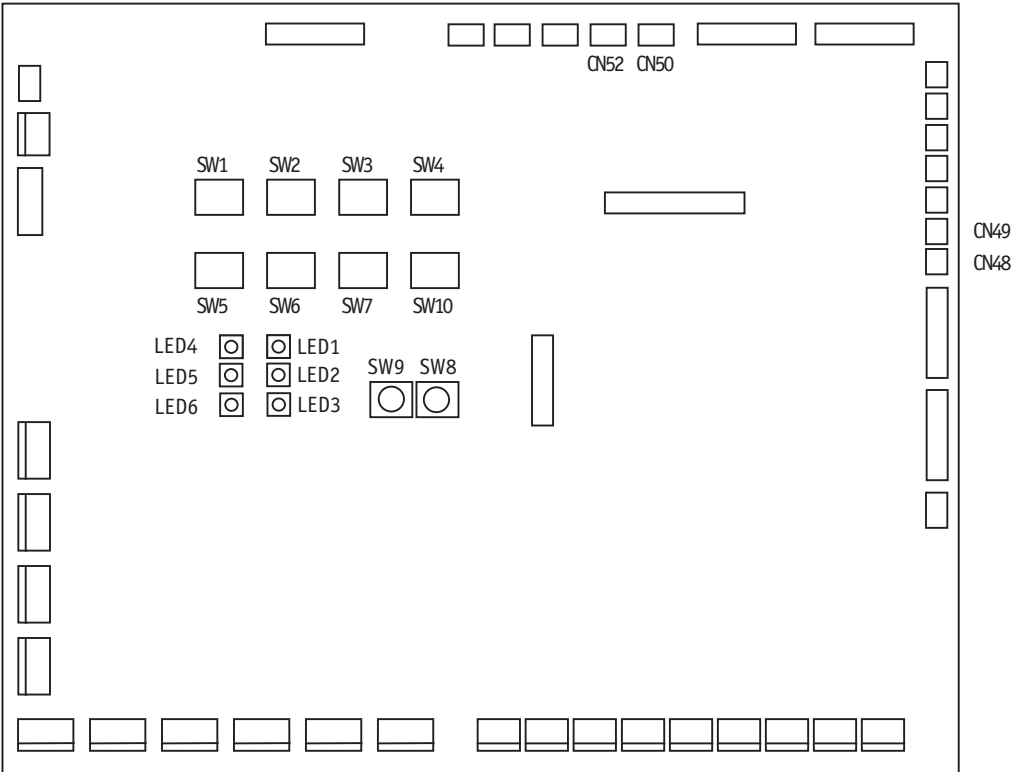 CN52 CN50
SW1 SW2 SW3 SW4
CN49
CN48
SW5 SW6 SW7 SW10
LED4 LED1
SW9 SW8
LED5 LED2
LED6 LED3